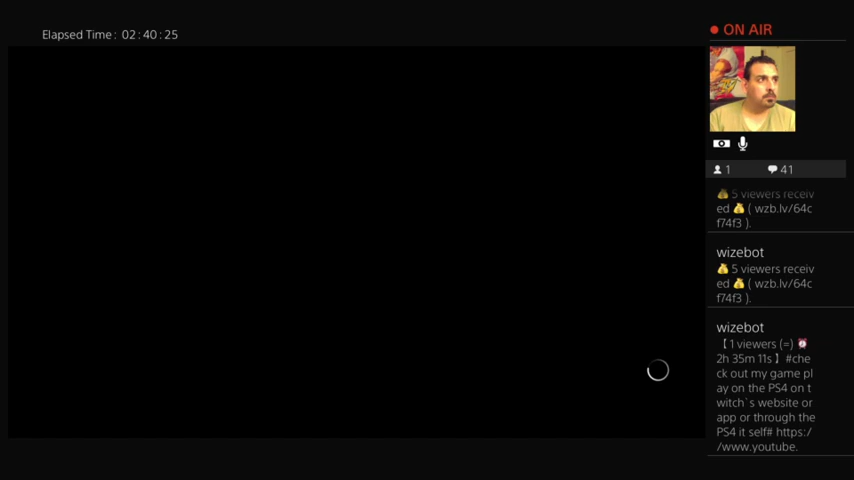 Elapsed Time: 02:40:25
ON AIR
1 41
💰 5 viewers receiv
ed 💰 ( wzb.lv/64c
f74f3 ).
wizebot
💰 5 viewers receiv
ed 💰 ( wzb.lv/64c
f74f3 ).
wizebot
【 1 viewers (=) ⏰
2h 35m 11s 】 #che
ck out my game pl
ay on the PS4 on t
witch`s website or
app or through the
PS4 it self# https:/
/www.youtube.